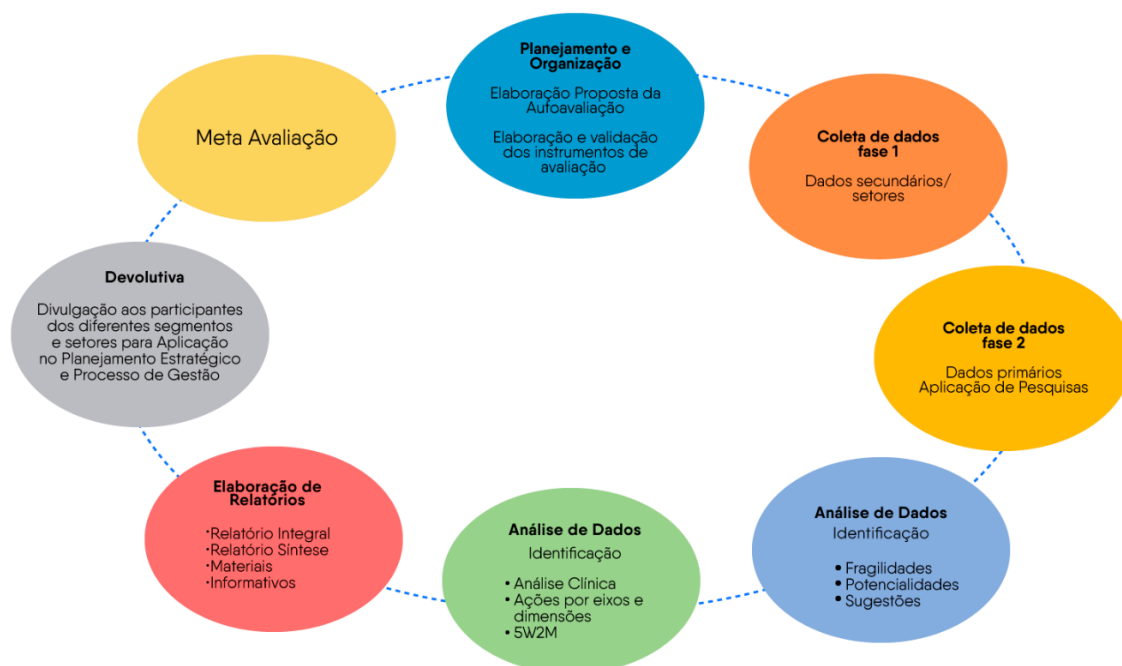 Planejamento e
Organização
Elaboração Proposta da
Autoavaliação
Elaboração e validação
dos instrumentos de
avaliação
Coleta de dados
fase 1
Dados secundários/
setores
Coleta de dados
fase 2
Dados primários
Aplicação de Pesquisas
Análise de Dados
Identificação
• Fragilidades
• Potencialidades
• Sugestões
Análise de Dados
Identificação
• Análise Clínica
• Ações por eixos e
dimensões
• 5W2M
Elaboração de
Relatórios
·Relatório Integral
·Relatório Síntese
·Materiais
·Informativos
Devolutiva
Divulgação aos participantes
dos diferentes segmentos
e setores para Aplicação
no Planejamento Estratégico
e Processo de Gestão
Meta Avaliação